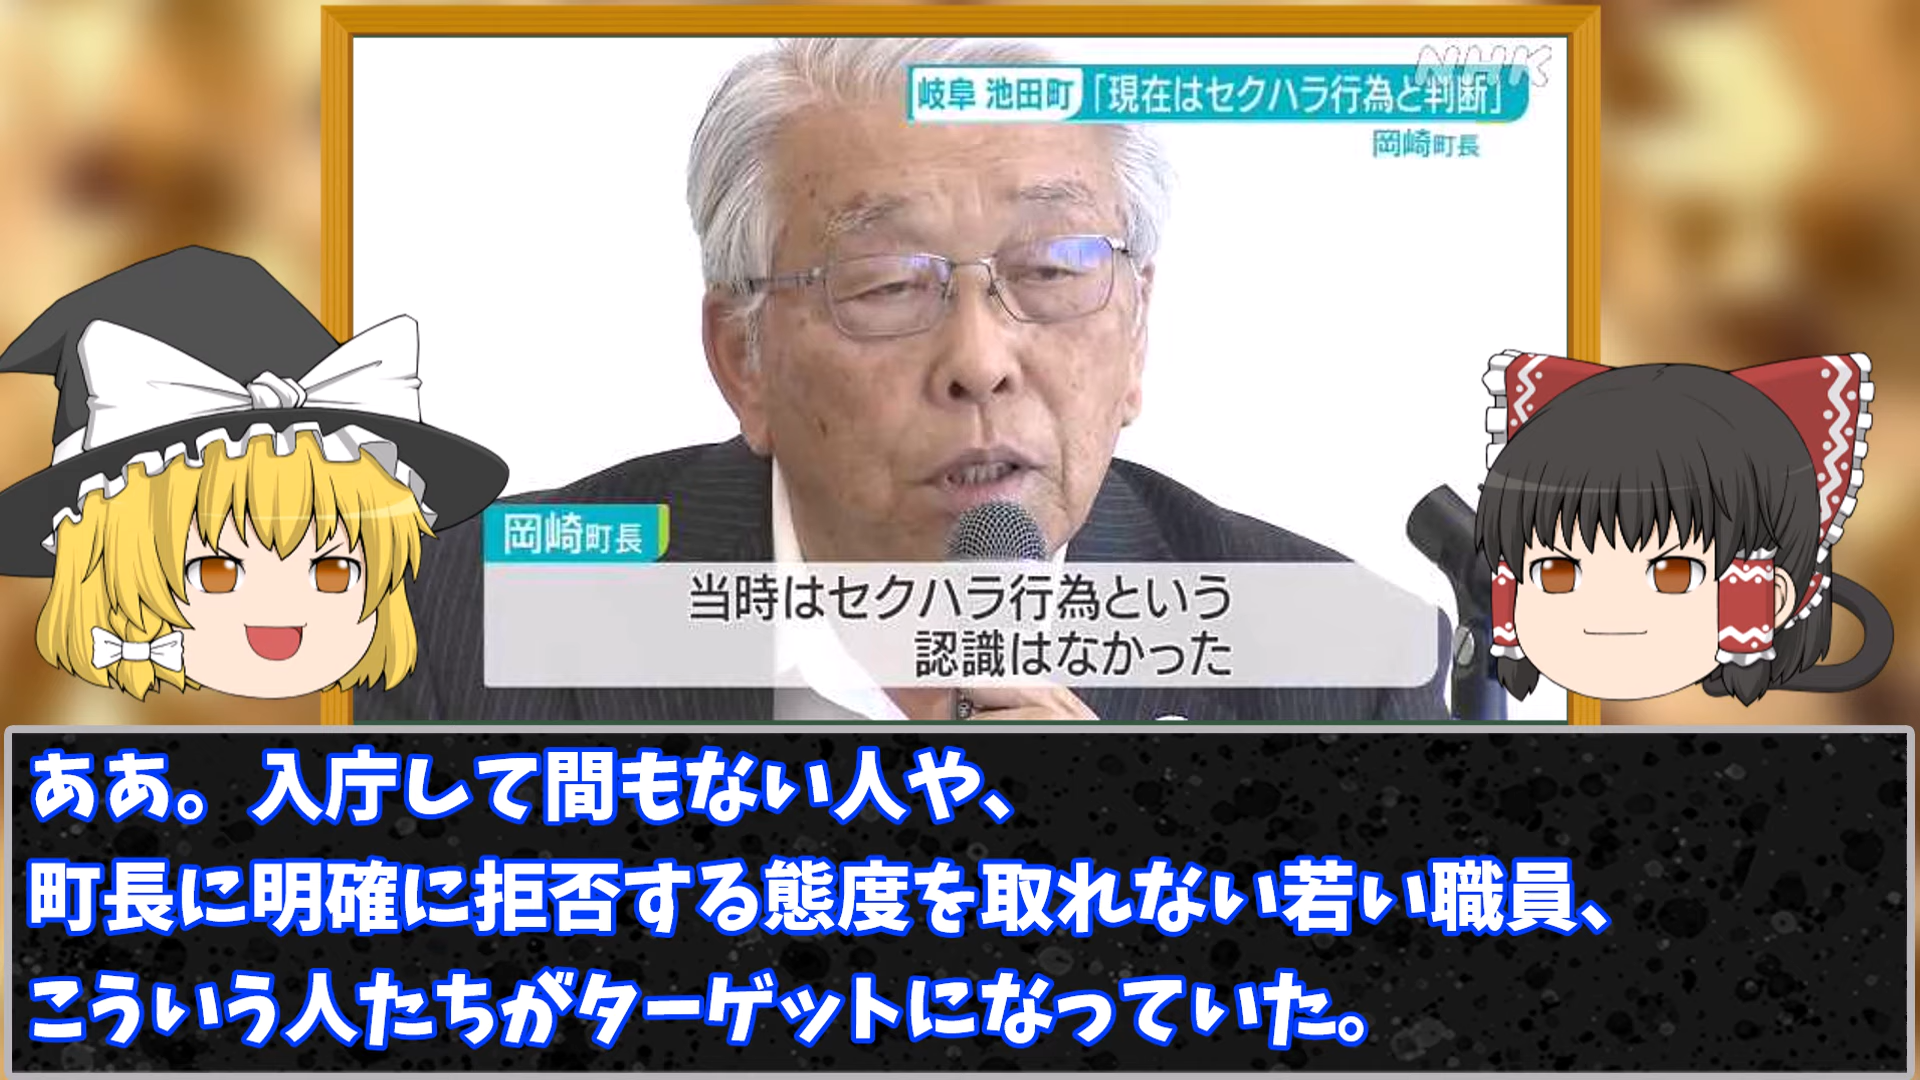 NHK
岐阜 池田町 「現在はセクハラ行為と判断」
岡崎町長
岡崎町長
当時はセクハラ行為という
認識はなかった
ああ。入庁して間もない人や、
町長に明確に拒否する態度を取れない若い職員、
こういう人たちがターゲットになっていた。